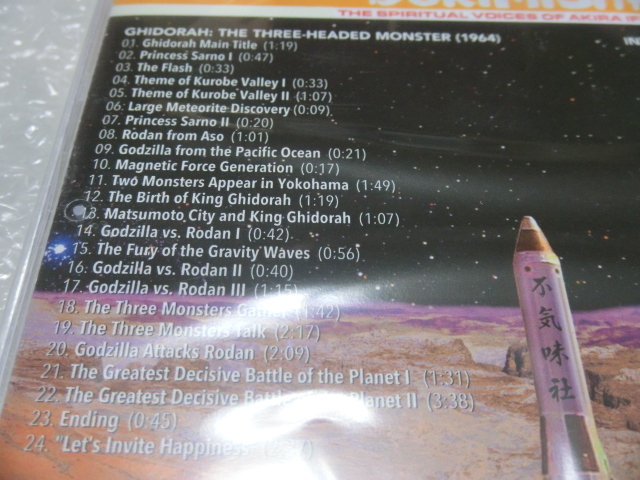 THE SPIRITUAL VOICES OF AKIRA
GHIDORAH: THE THREE-HEADED MONSTER (1964)
01. Ghidorah Main Title (1:19)
02. Princess Sarno I (0:47)
03. The Flash (0:33)
04. Theme of Kurobe Valley I (0:33)
05. Theme of Kurobe Valley II (1:07)
06. Large Meteorite Discovery (0:09)
07. Princess Sarno II (0:20)
08. Rodan from Aso (1:01)
09. Godzilla from the Pacific Ocean (0:21)
10. Magnetic Force Generation (0:17)
11. Two Monsters Appear in Yokohama (1:49)
12. The Birth of King Ghidorah (1:19)
13. Matsumoto City and King Ghidorah (1:07)
14. Godzilla vs. Rodan I (0:42)
15. The Fury of the Gravity Waves (0:56)
16. Godzilla vs. Rodan II (0:40)
17. Godzilla vs. Rodan III (1:15)
18. The Three Monsters (1:42)
19. The Three Monsters Talk (2:17)
20. Godzilla Attacks Rodan (2:09)
21. The Greatest Decisive Battle of the Planet I (1:31)
22. The Greatest Decisive Battle of the Planet II (3:38)
23. Ending (0:45)
24. "Let's Invite Happiness
不気味社